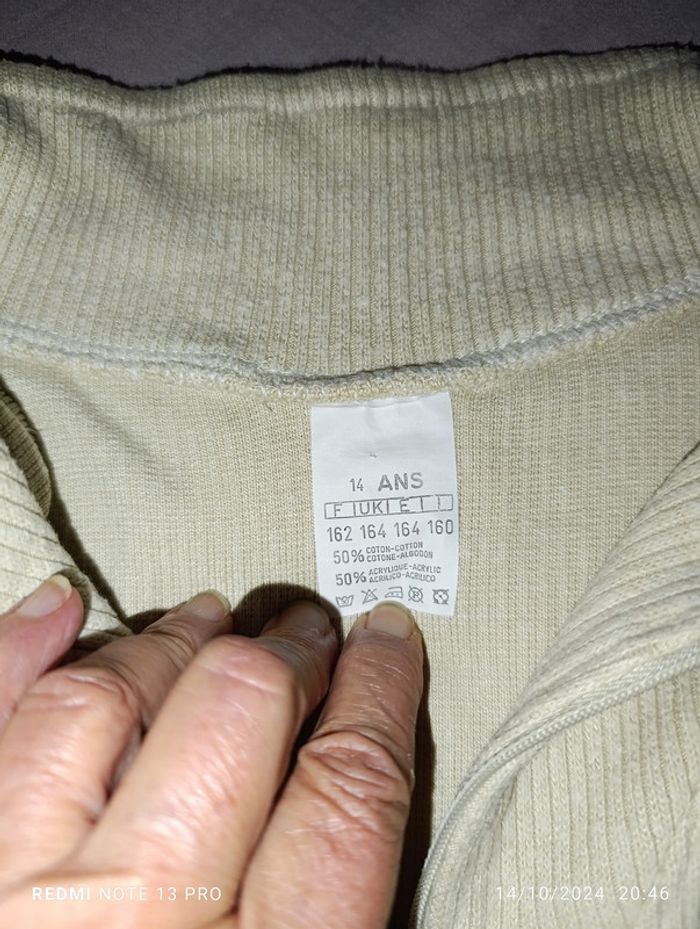 14 ANS
F UK E I
162 164 164 160
50% COTON-COTTON
COTONE-ALGODON
50% ACRYLIQUE-ACRYLIC
ACRILICO-ACRILICO
REDMI NOTE 13 PRO
14/10/2024 20:46